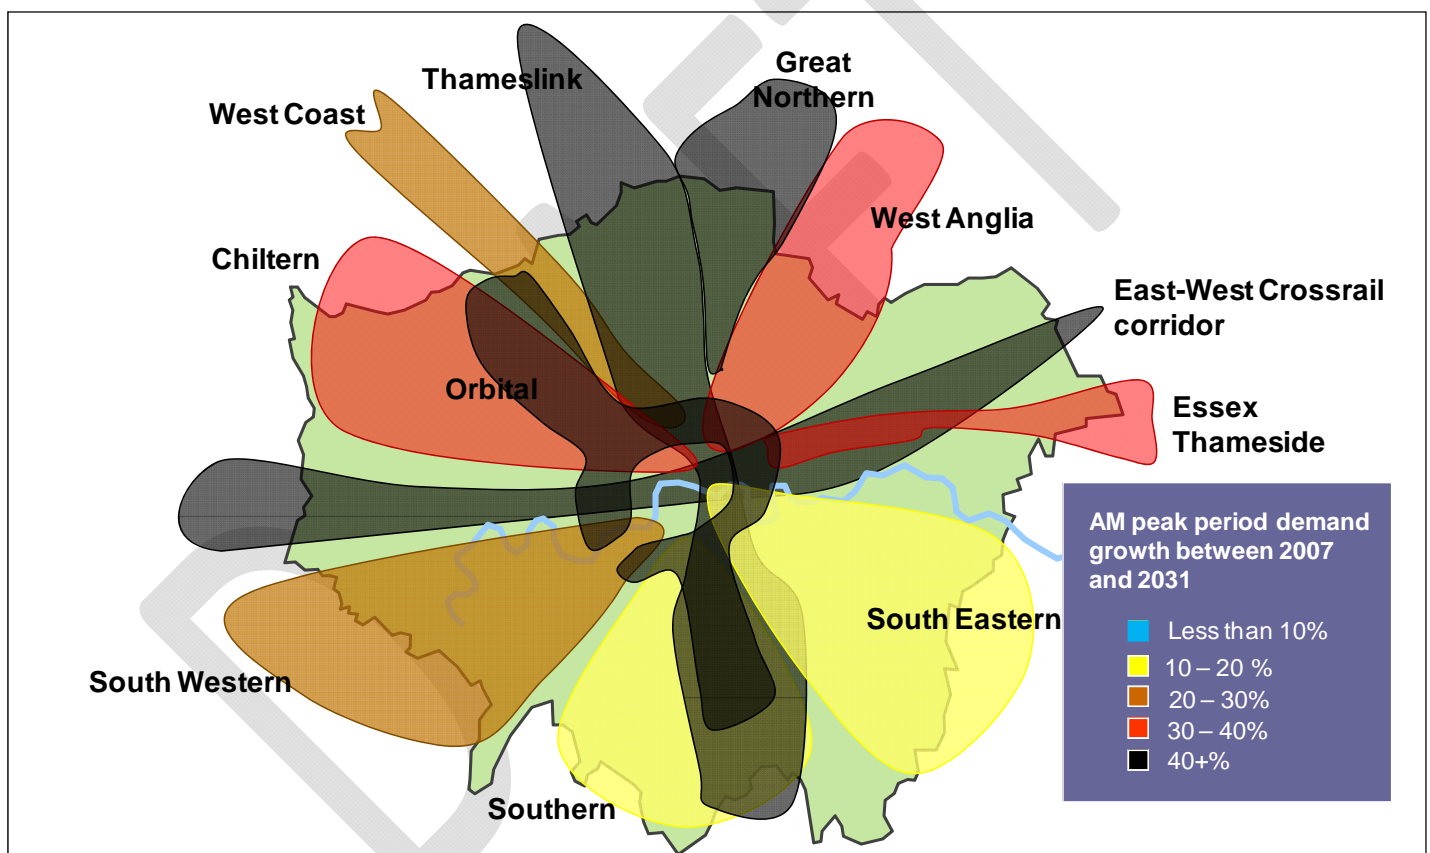 Thameslink
Great
Northern
West Coast
West Anglia
Chiltern
East-West Crossrail
corridor
Orbital
Essex
Thameside
South Eastern
South Western
Southern
AM peak period demand
growth between 2007
and 2031
Less than 10%
10 – 20 %
20 – 30%
30 – 40%
40+%